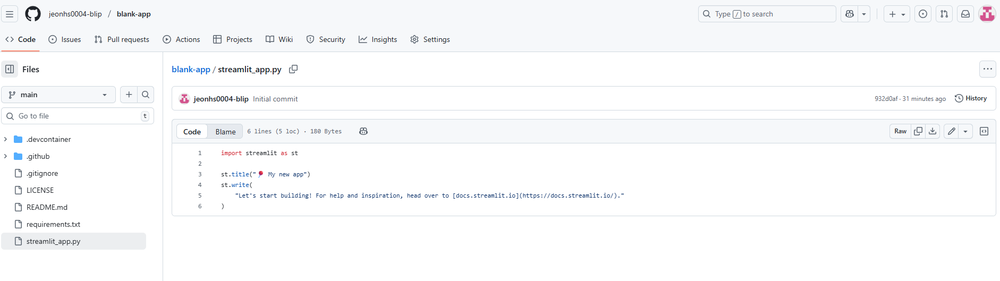 jeonhs0004-blip / blank-app
Type / to search
Code
Issues
Pull requests
Actions
Projects
Wiki
Security
Insights
Settings
Files
main
Go to file
t
.devcontainer
.github
.gitignore
LICENSE
README.md
requirements.txt
streamlit_app.py
blank-app / streamlit_app.py
jeonhs0004-blip Initial commit
932d0af · 31 minutes ago
History
Code
Blame
6 lines (5 loc) · 180 Bytes
Raw
1 import streamlit as st
2
3 st.title("🎈 My new app")
4 st.write(
5     "Let's start building! For help and inspiration, head over to [docs.streamlit.io](https://docs.streamlit.io/)."
6 )